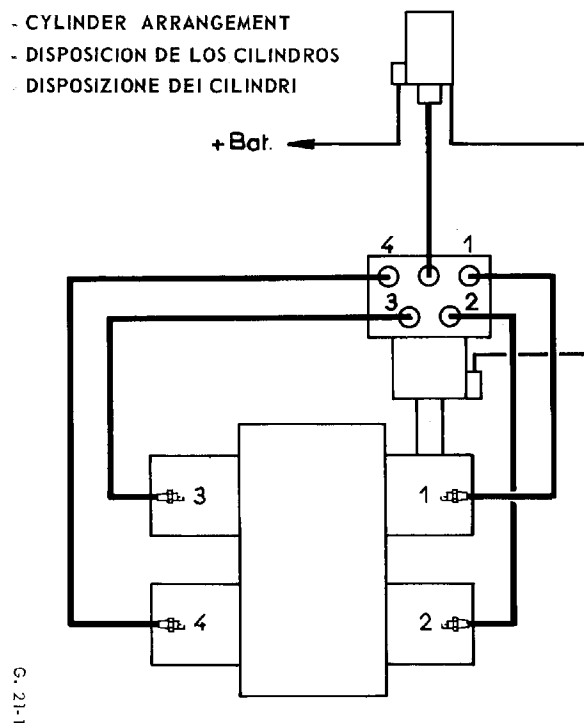 - CYLINDER ARRANGEMENT
- DISPOSICION DE LOS CILINDROS
- DISPOSIZIONE DEI CILINDRI
+ Bat.
4 1
3 2
3 1
4 2
G. 21-1